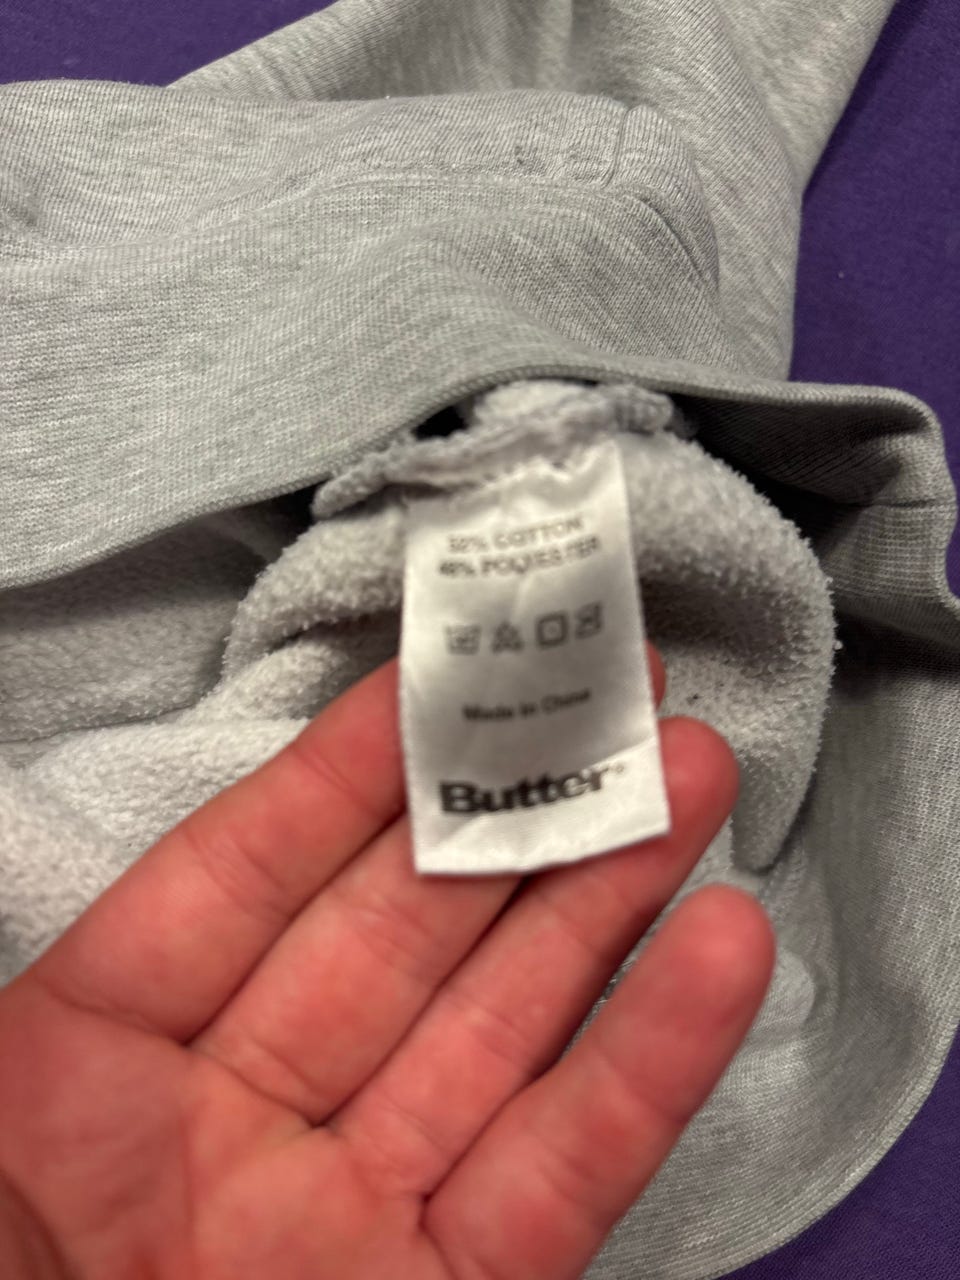 52% COTTON
48% POLYESTER
Made in China
Butter®